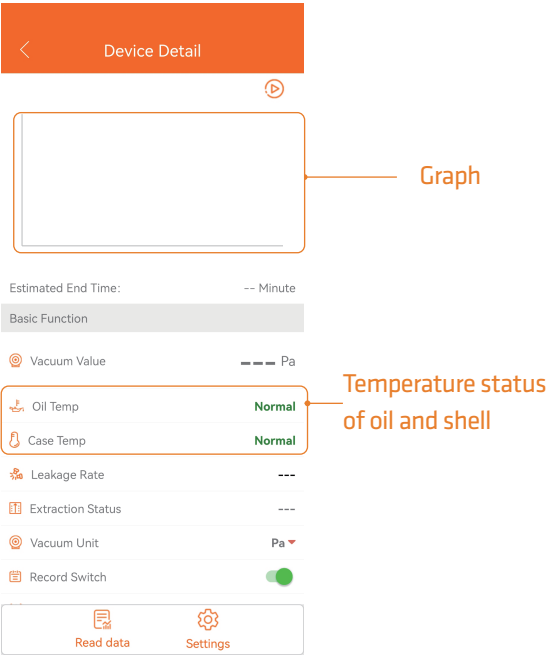 Device Detail
Graph
Estimated End Time: -- Minute
Basic Function
Vacuum Value --- Pa
Oil Temp Normal
Case Temp Normal
Temperature status
of oil and shell
Leakage Rate ---
Extraction Status ---
Vacuum Unit Pa
Record Switch
Read data Settings